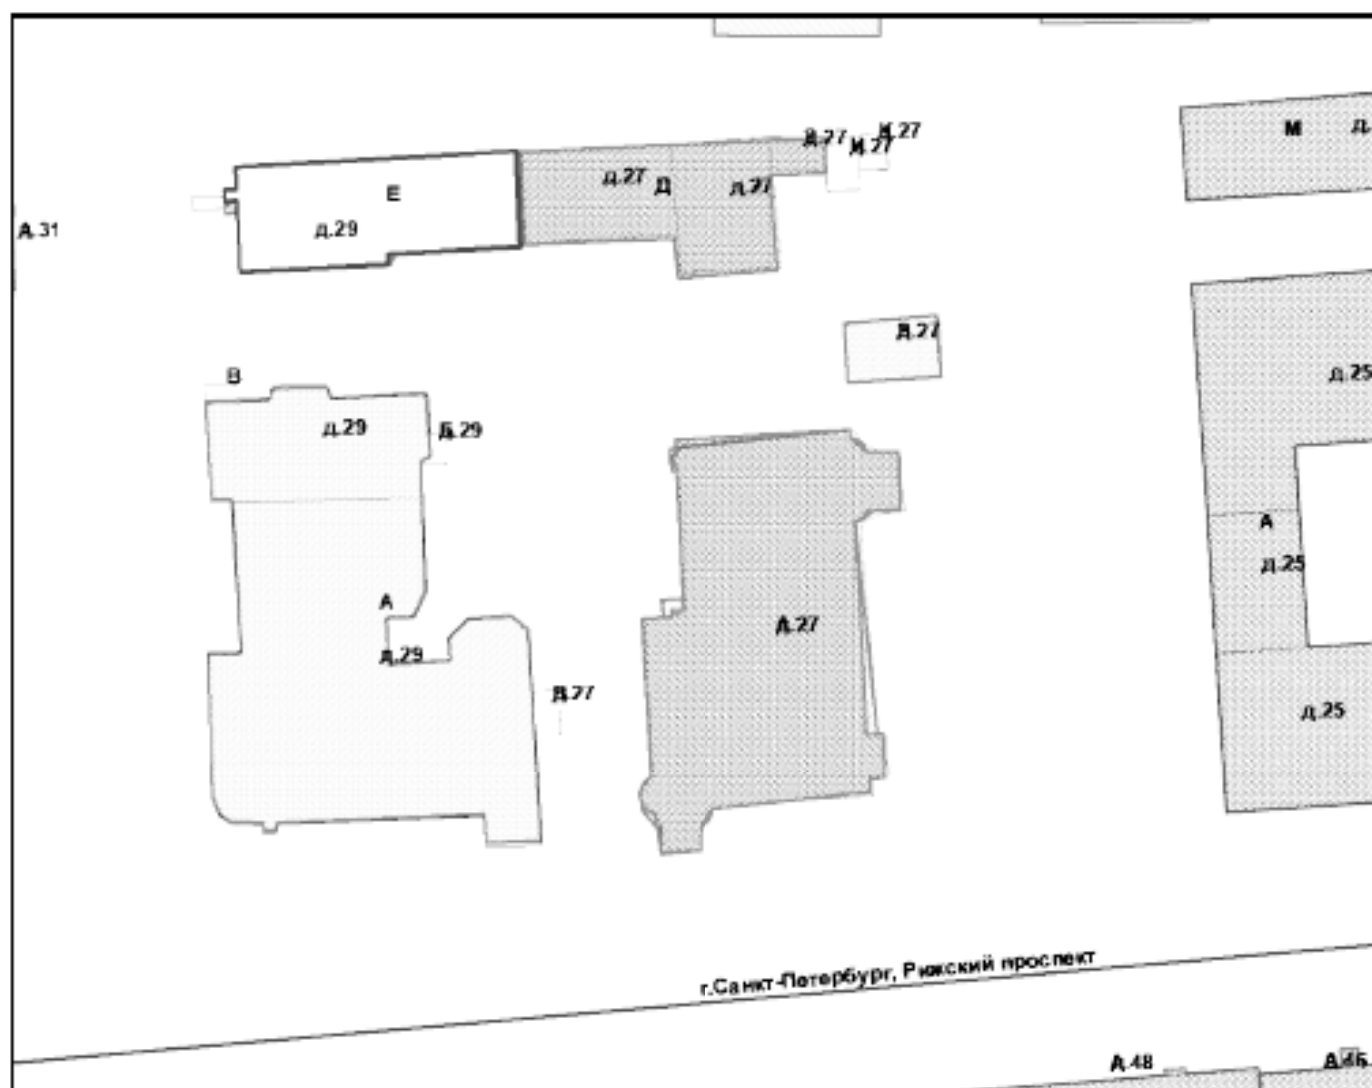 М
д.
д.27
И.27
И.27
д.27
Д
д.27
Е
д.29
А.31
д.27
В
д.29
Б.29
д.25
А
д.25
А
д.29
А.27
д.27
д.25
г.Санкт-Петербург, Рижский проспект
А.48